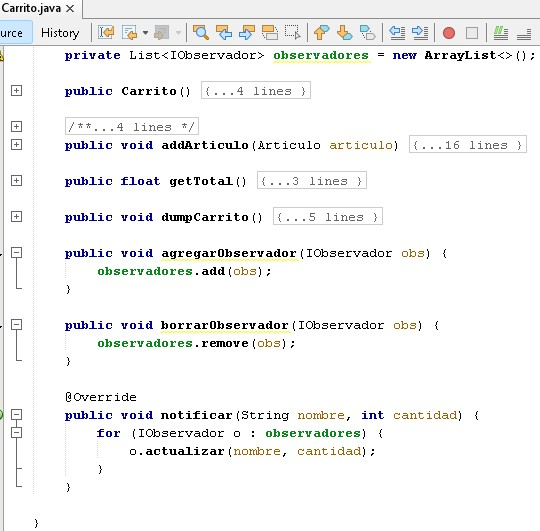 Carrito.java
ource History
private List<IObservador> observadores = new ArrayList<>();
public Carrito() {...4 lines }
/**...4 lines */
public void addArticulo(Articulo articulo) {...16 lines }
public float getTotal() {...3 lines }
public void dumpCarrito() {...5 lines }
public void agregarObservador(IObservador obs) {
observadores.add(obs);
}
public void borrarObservador(IObservador obs) {
observadores.remove(obs);
}
@Override
public void notificar(String nombre, int cantidad) {
for (IObservador o : observadores) {
o.actualizar(nombre, cantidad);
}
}
}